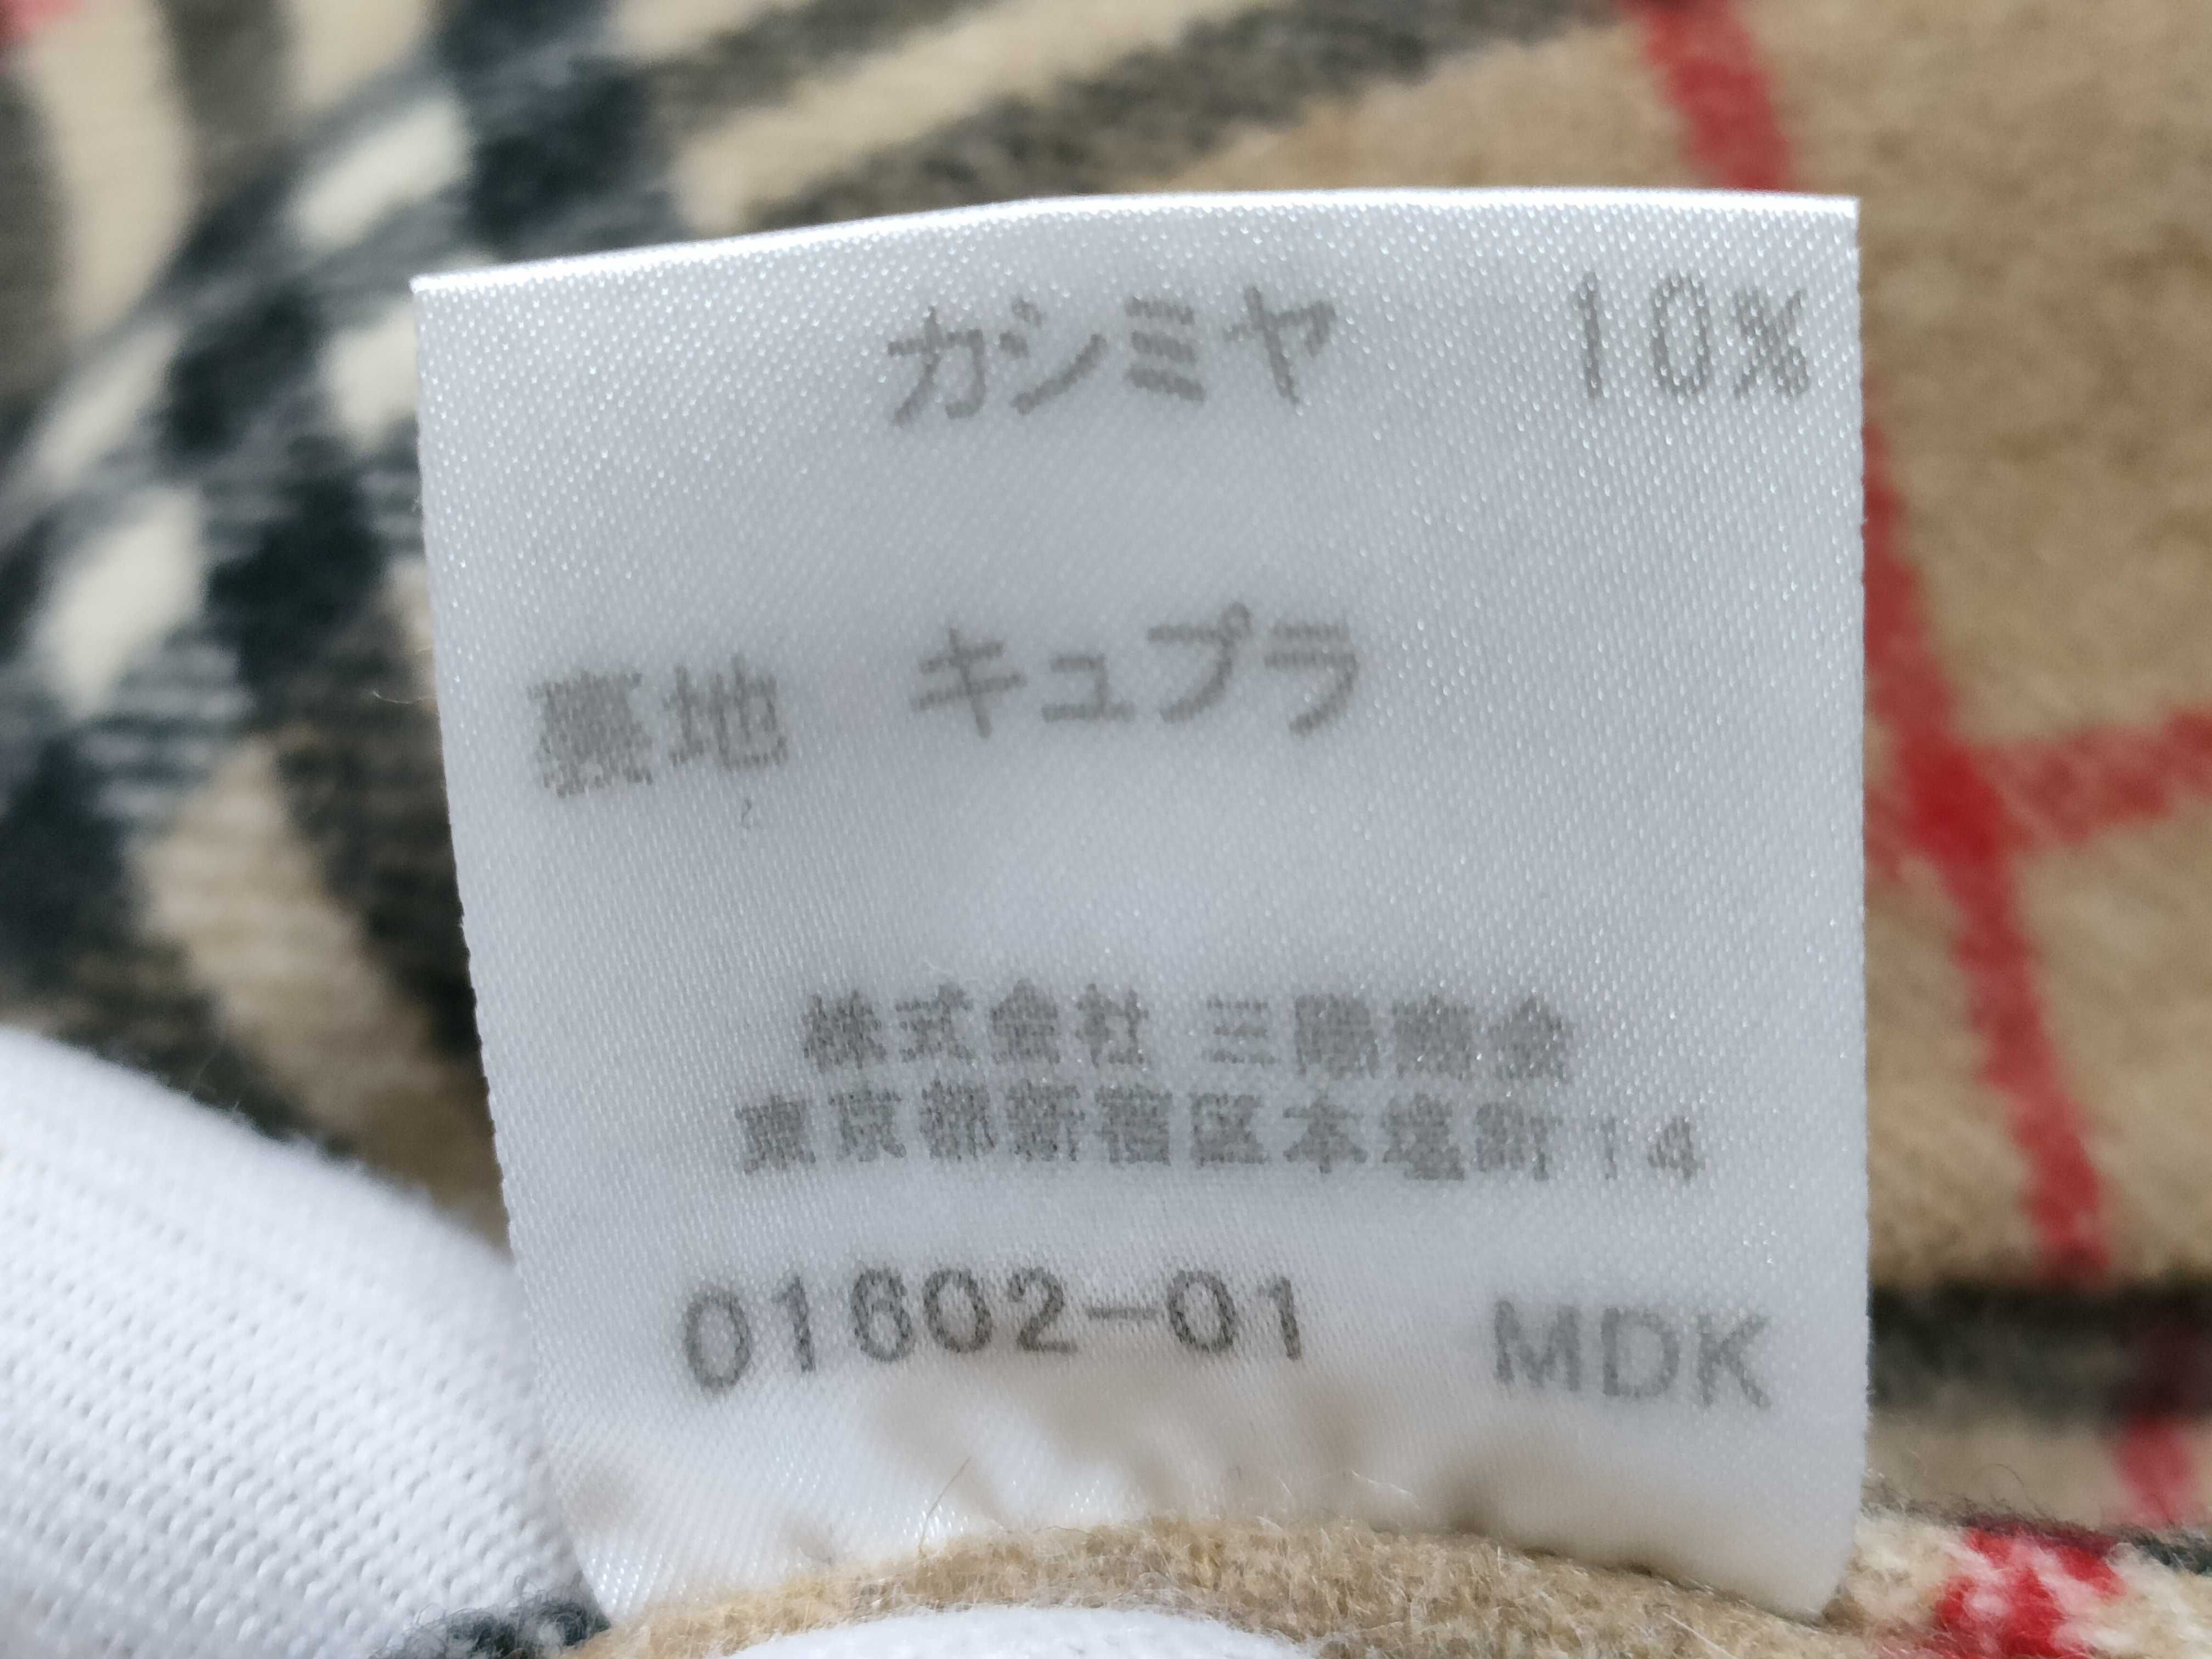 カシミヤ 10%
裏地 キュプラ
株式会社 三陽商会
東京都新宿区本塩町14
01602-01 MDK